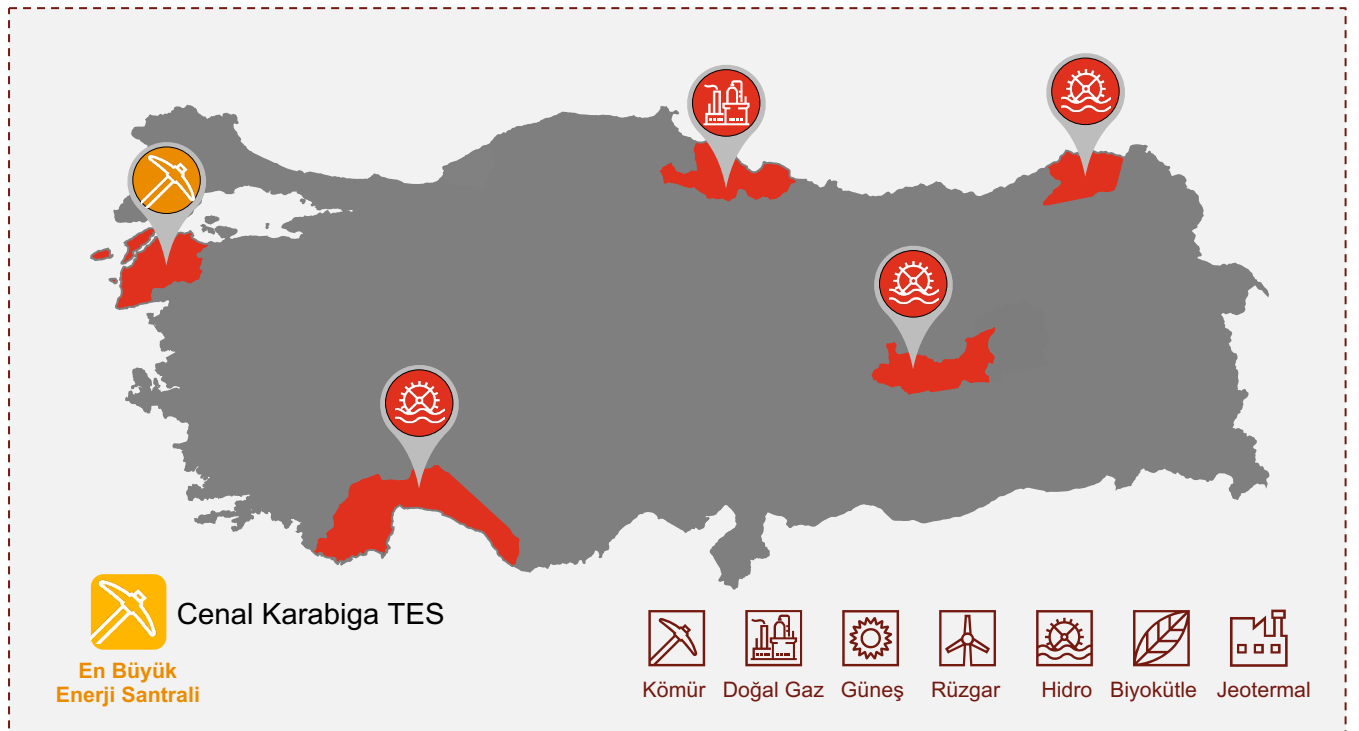 Cenal Karabiga TES
En Büyük
Enerji Santrali
Kömür
Doğal Gaz
Güneş
Rüzgar
Hidro
Biyokütle
Jeotermal